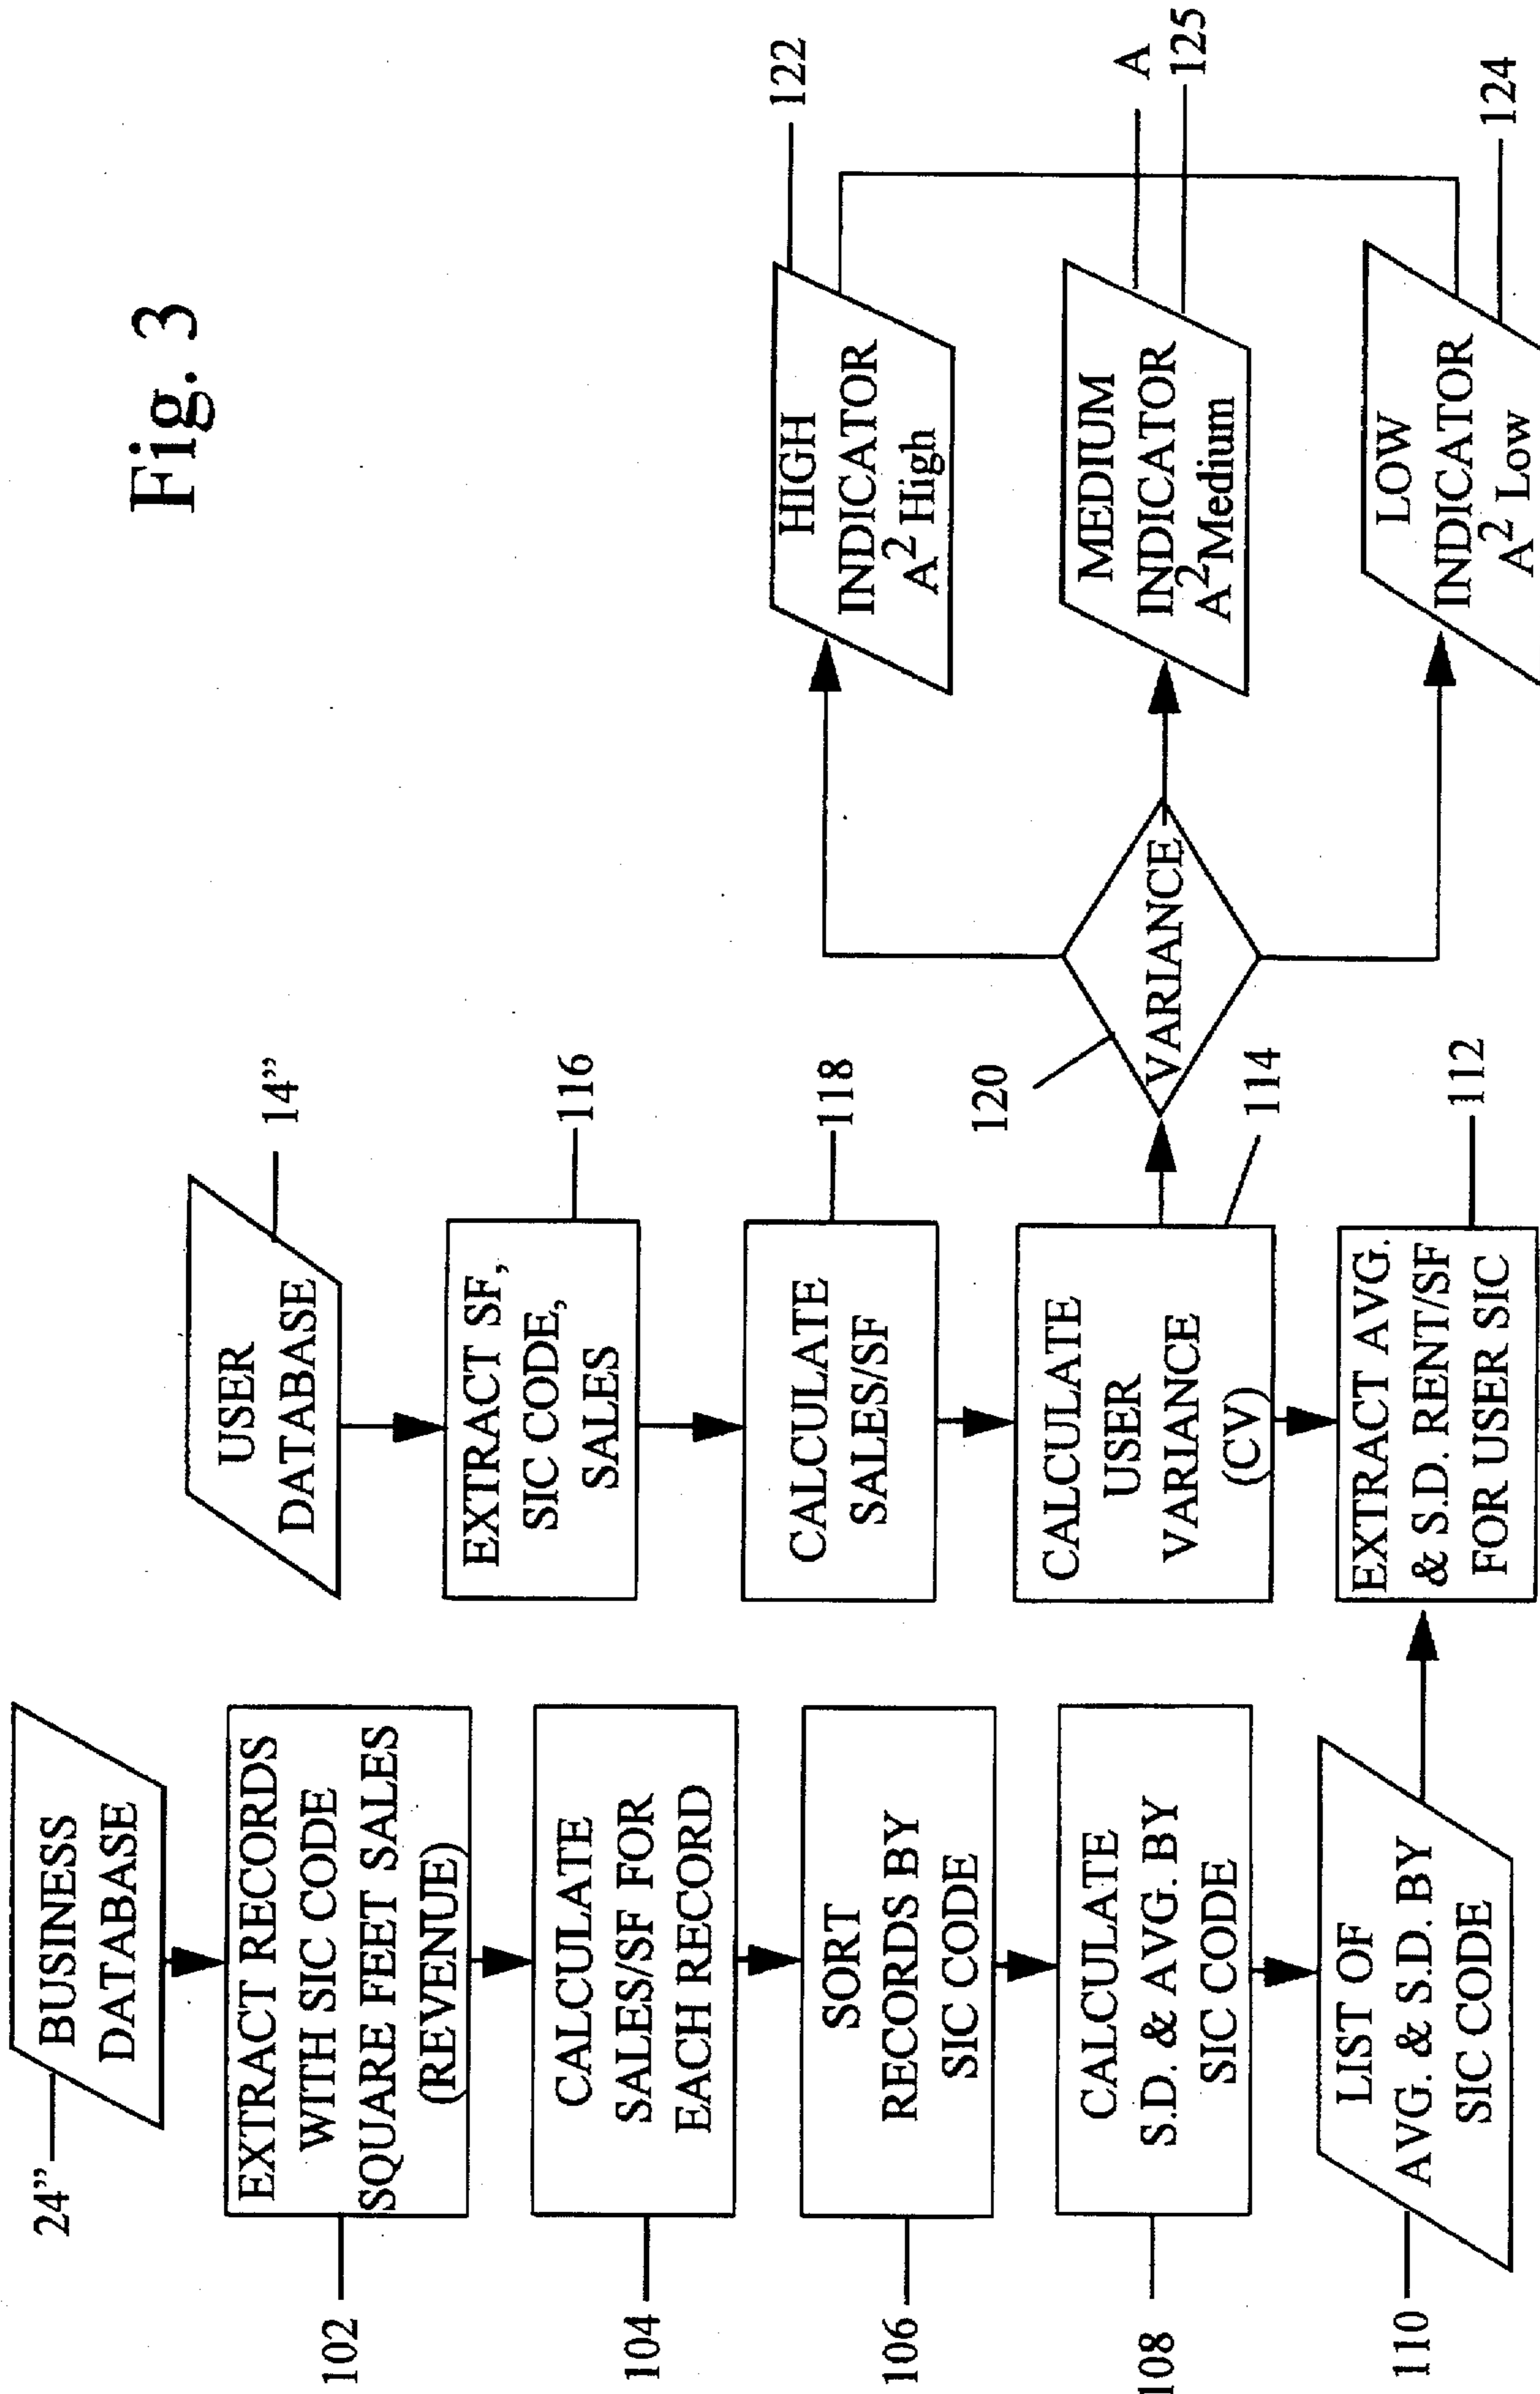 Fig. 3
24”
BUSINESS
DATABASE
102
EXTRACT RECORDS
WITH SIC CODE
SQUARE FEET SALES
(REVENUE)
104
CALCULATE
SALES/SF FOR
EACH RECORD
106
SORT
RECORDS BY
SIC CODE
108
CALCULATE
S.D. & AVG. BY
SIC CODE
110
LIST OF
AVG. & S.D. BY
SIC CODE
USER
DATABASE
14”
EXTRACT SF,
SIC CODE,
SALES
116
CALCULATE
SALES/SF
118
CALCULATE
USER
VARIANCE
(CV)
114
EXTRACT AVG.
& S.D. RENT/SF
FOR USER SIC
112
120
VARIANCE
HIGH
INDICATOR
A² High
122
MEDIUM
INDICATOR
A² Medium
A
125
LOW
INDICATOR
A² Low
124